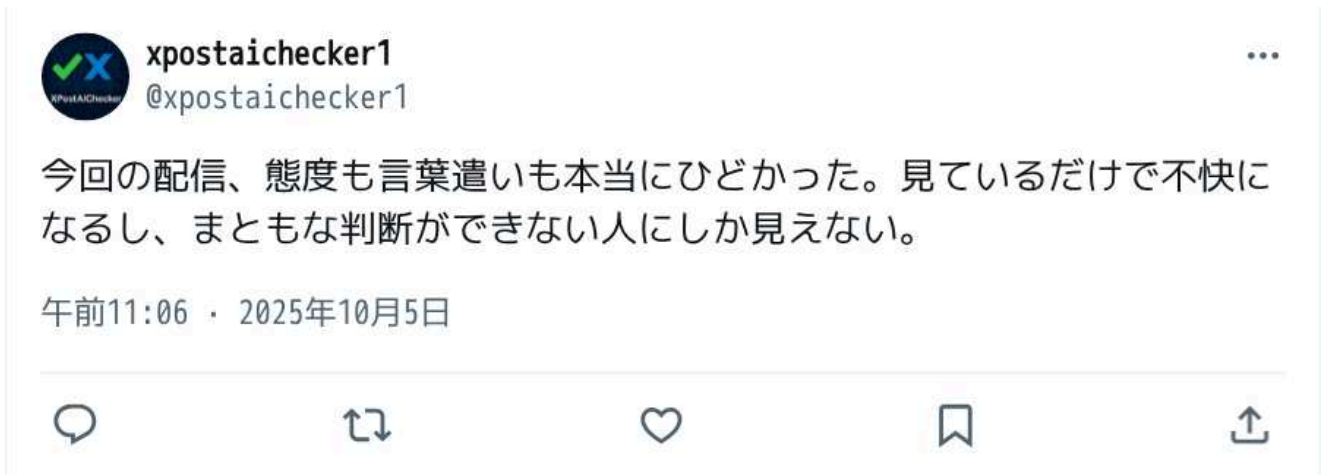 xpostaichecker1
@xpostaichecker1
XPostAIChecker
今回の配信、態度も言葉遣いも本当にひどかった。見ているだけで不快に
なるし、まともな判断ができない人にしか見えない。
午前11:06 · 2025年10月5日